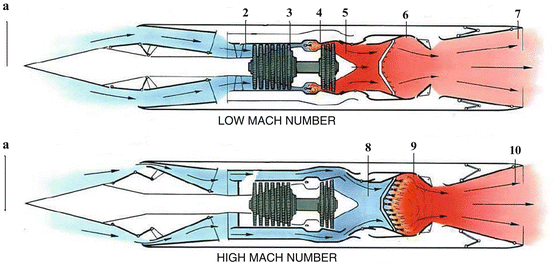 a
2 3 4 5 6 7
LOW MACH NUMBER
a
8 9 10
HIGH MACH NUMBER